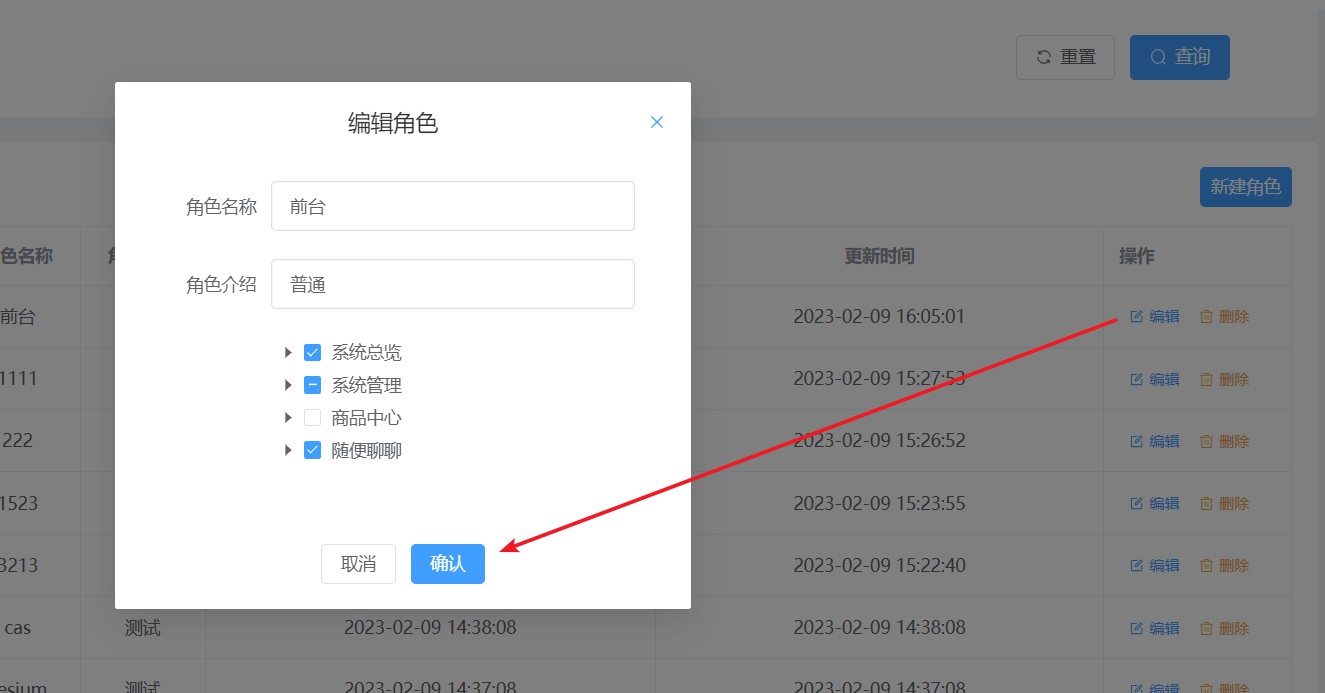 重置 查询
编辑角色
角色名称 前台
角色介绍 普通
系统总览
系统管理
商品中心
随便聊聊
取消 确认
新建角色
色名称 更新时间 操作
前台 2023-02-09 16:05:01 编辑 删除
1111 2023-02-09 15:27:53 编辑 删除
222 2023-02-09 15:26:52 编辑 删除
1523 2023-02-09 15:23:55 编辑 删除
3213 2023-02-09 15:22:40 编辑 删除
cas 测试 2023-02-09 14:38:08 2023-02-09 14:38:08 编辑 删除
esium 测试 2023-02-09 14:37:08 2023-02-09 14:37:08 编辑 删除